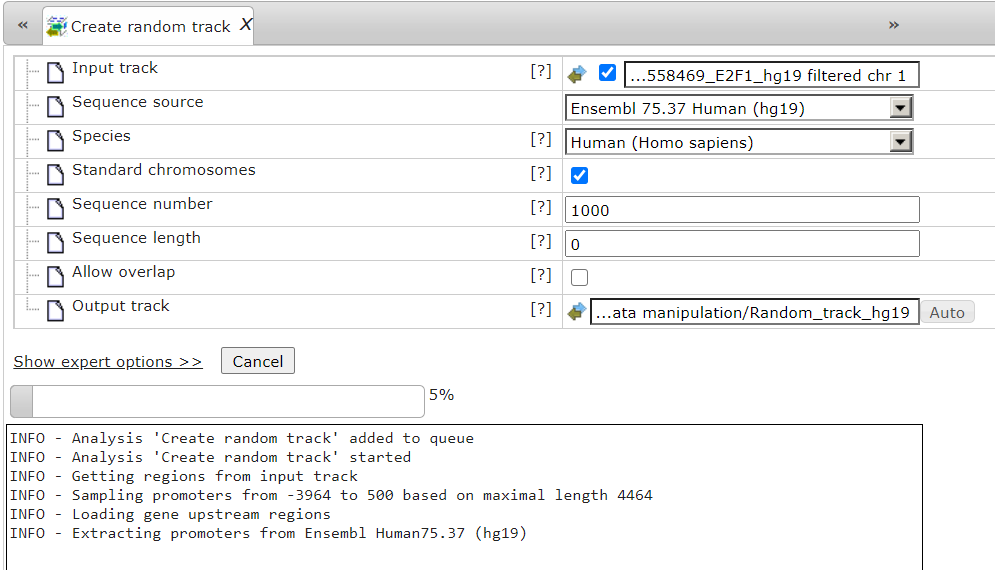 «
Create random track X
»
Input track [?] ...558469_E2F1_hg19 filtered chr 1
Sequence source Ensembl 75.37 Human (hg19)
Species [?] Human (Homo sapiens)
Standard chromosomes [?]
Sequence number [?] 1000
Sequence length [?] 0
Allow overlap [?]
Output track [?] ...ata manipulation/Random_track_hg19 Auto
Show expert options >> Cancel
5%
INFO - Analysis 'Create random track' added to queue
INFO - Analysis 'Create random track' started
INFO - Getting regions from input track
INFO - Sampling promoters from -3964 to 500 based on maximal length 4464
INFO - Loading gene upstream regions
INFO - Extracting promoters from Ensembl Human75.37 (hg19)